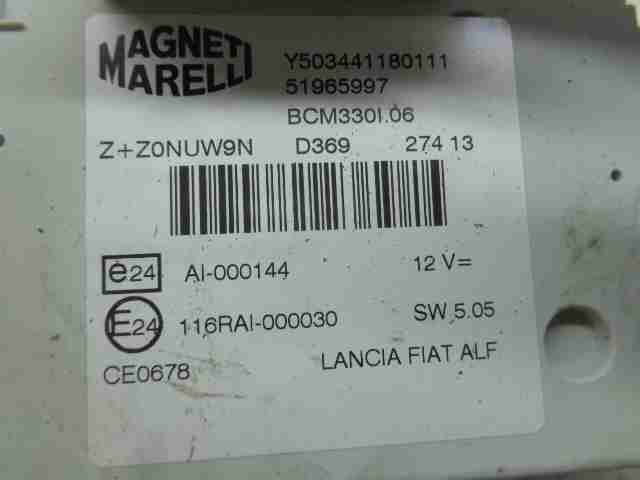 MAGNETI
MARELLI
Y503441180111
51965997
BCM330I.06
Z+Z0NUW9N D369 274 13
e24 AI-000144 12 V=
E24 116RAI-000030 SW 5.05
CE0678 LANCIA FIAT ALF